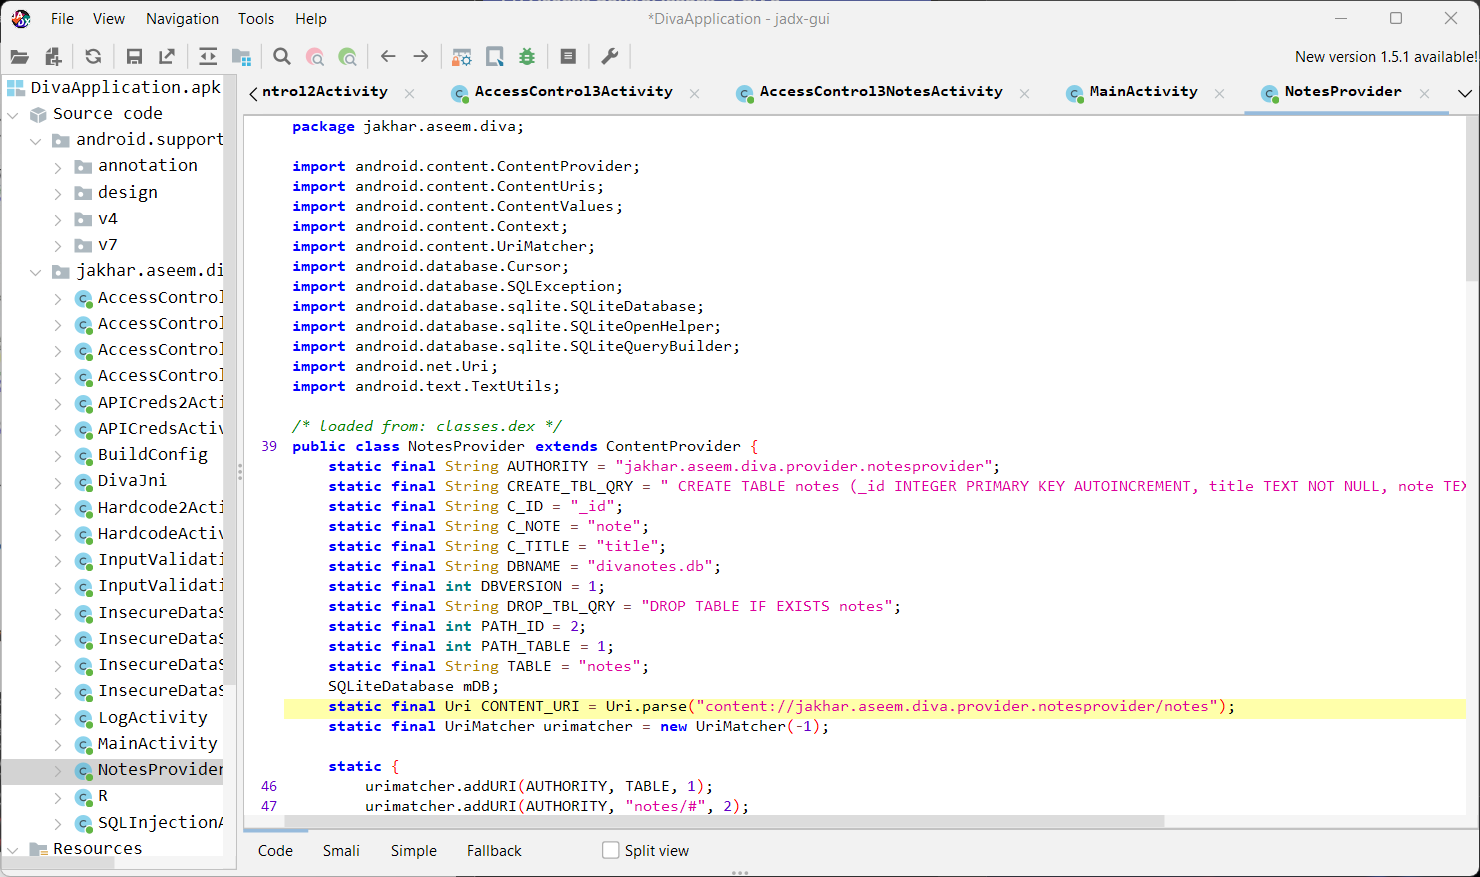 File View Navigation Tools Help *DivaApplication - jadx-gui
New version 1.5.1 available!
DivaApplication.apk
Source code
android.support
annotation
design
v4
v7
jakhar.aseem.di
AccessControl
AccessControl
AccessControl
AccessControl
APICreds2Acti
APICredsActiv
BuildConfig
DivaJni
Hardcode2Acti
HardcodeActiv
InputValidati
InputValidati
InsecureDataS
InsecureDataS
InsecureDataS
InsecureDataS
LogActivity
MainActivity
NotesProvider
R
SQLInjectionA
Resources
ntrol2Activity AccessControl3Activity AccessControl3NotesActivity MainActivity NotesProvider
package jakhar.aseem.diva;
import android.content.ContentProvider;
import android.content.ContentUris;
import android.content.ContentValues;
import android.content.Context;
import android.content.UriMatcher;
import android.database.Cursor;
import android.database.SQLException;
import android.database.sqlite.SQLiteDatabase;
import android.database.sqlite.SQLiteOpenHelper;
import android.database.sqlite.SQLiteQueryBuilder;
import android.net.Uri;
import android.text.TextUtils;
/* loaded from: classes.dex */
39 public class NotesProvider extends ContentProvider {
static final String AUTHORITY = "jakhar.aseem.diva.provider.notesprovider";
static final String CREATE_TBL_QRY = " CREATE TABLE notes (_id INTEGER PRIMARY KEY AUTOINCREMENT, title TEXT NOT NULL, note TEX
static final String C_ID = "_id";
static final String C_NOTE = "note";
static final String C_TITLE = "title";
static final String DBNAME = "divanotes.db";
static final int DBVERSION = 1;
static final String DROP_TBL_QRY = "DROP TABLE IF EXISTS notes";
static final int PATH_ID = 2;
static final int PATH_TABLE = 1;
static final String TABLE = "notes";
SQLiteDatabase mDB;
static final Uri CONTENT_URI = Uri.parse("content://jakhar.aseem.diva.provider.notesprovider/notes");
static final UriMatcher urimatcher = new UriMatcher(-1);
static {
46 urimatcher.addURI(AUTHORITY, TABLE, 1);
47 urimatcher.addURI(AUTHORITY, "notes/#", 2);
Code Smali Simple Fallback Split view